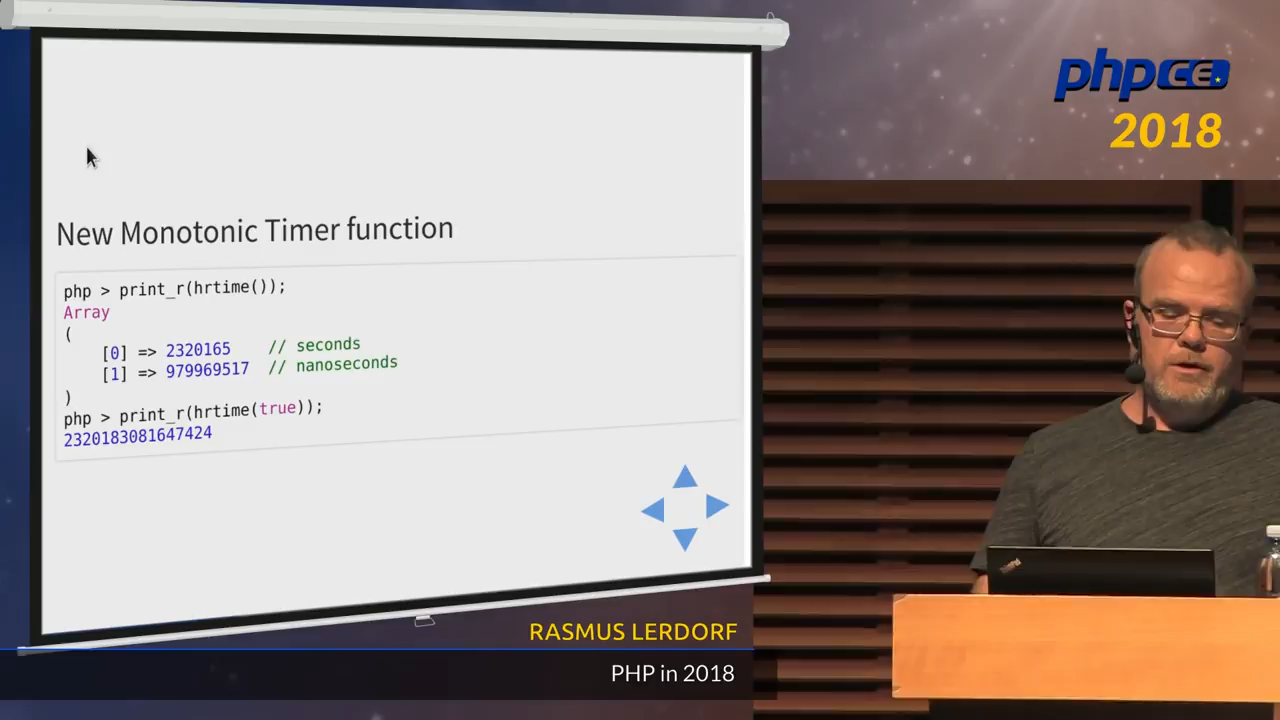 New Monotonic Timer function
php > print_r(hrtime());
Array
(
    [0] => 2320165    // seconds
    [1] => 979969517  // nanoseconds
)
php > print_r(hrtime(true));
2320183081647424
phpce
2018
RASMUS LERDORF
PHP in 2018